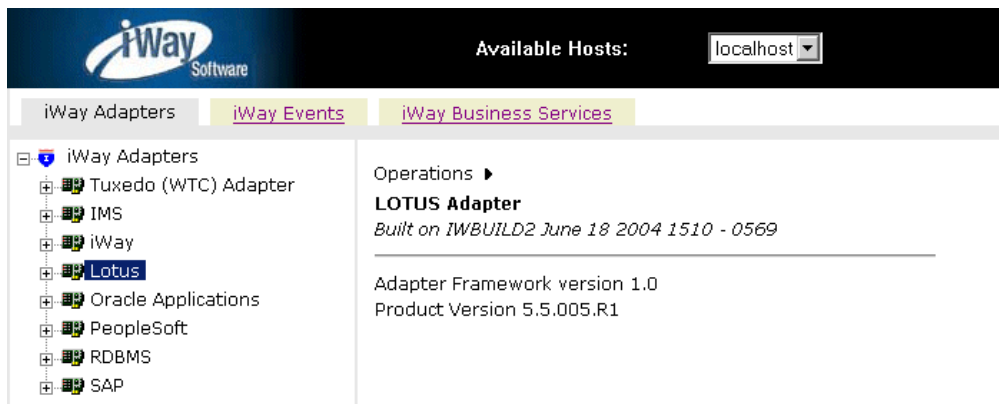 iWay
Software
Available Hosts: localhost
iWay Adapters iWay Events iWay Business Services
iWay Adapters
Tuxedo (WTC) Adapter
IMS
iWay
Lotus
Oracle Applications
PeopleSoft
RDBMS
SAP
Operations
LOTUS Adapter
Built on IWBUILD2 June 18 2004 1510 - 0569
Adapter Framework version 1.0
Product Version 5.5.005.R1